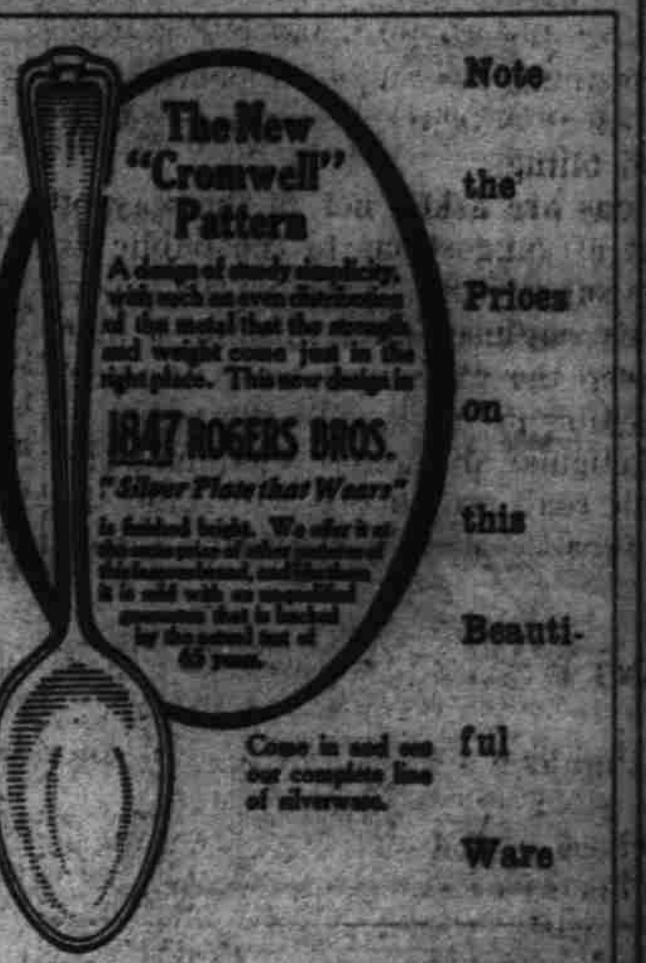 The New
"Cromwell"
Pattern
A design of sturdy simplicity,
with such an even distribution
of the metal that the strength
and weight come just in the
right place. This new design in
1847 ROGERS BROS.
"Silver Plate that Wears"
is finished bright. We offer it at
the same price of other patterns of
this brand, and like
it is sold with an unqualified
guarantee that is backed
by the actual test of
65 years.
Come in and see
our complete line
of silverware.
Note
the
Prices
on
this
Beauti-
ful
Ware